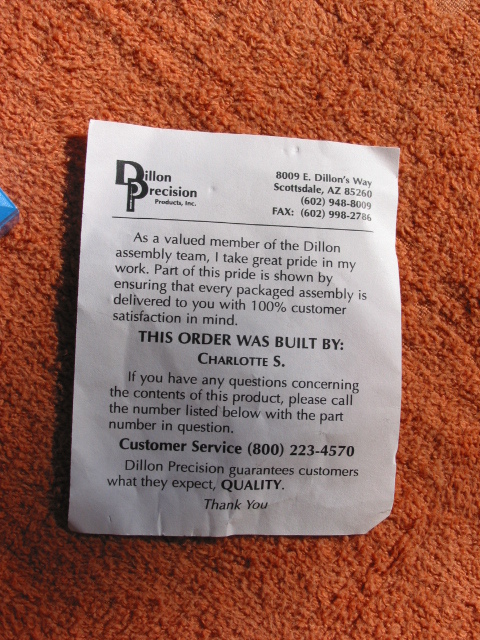 Dillon
Precision
Products, Inc.
8009 E. Dillon's Way
Scottsdale, AZ 85260
(602) 948-8009
FAX: (602) 998-2786
As a valued member of the Dillon
assembly team, I take great pride in my
work. Part of this pride is shown by
ensuring that every packaged assembly is
delivered to you with 100% customer
satisfaction in mind.
THIS ORDER WAS BUILT BY:
CHARLOTTE S.
If you have any questions concerning
the contents of this product, please call
the number listed below with the part
number in question.
Customer Service (800) 223-4570
Dillon Precision guarantees customers
what they expect, QUALITY.
Thank You